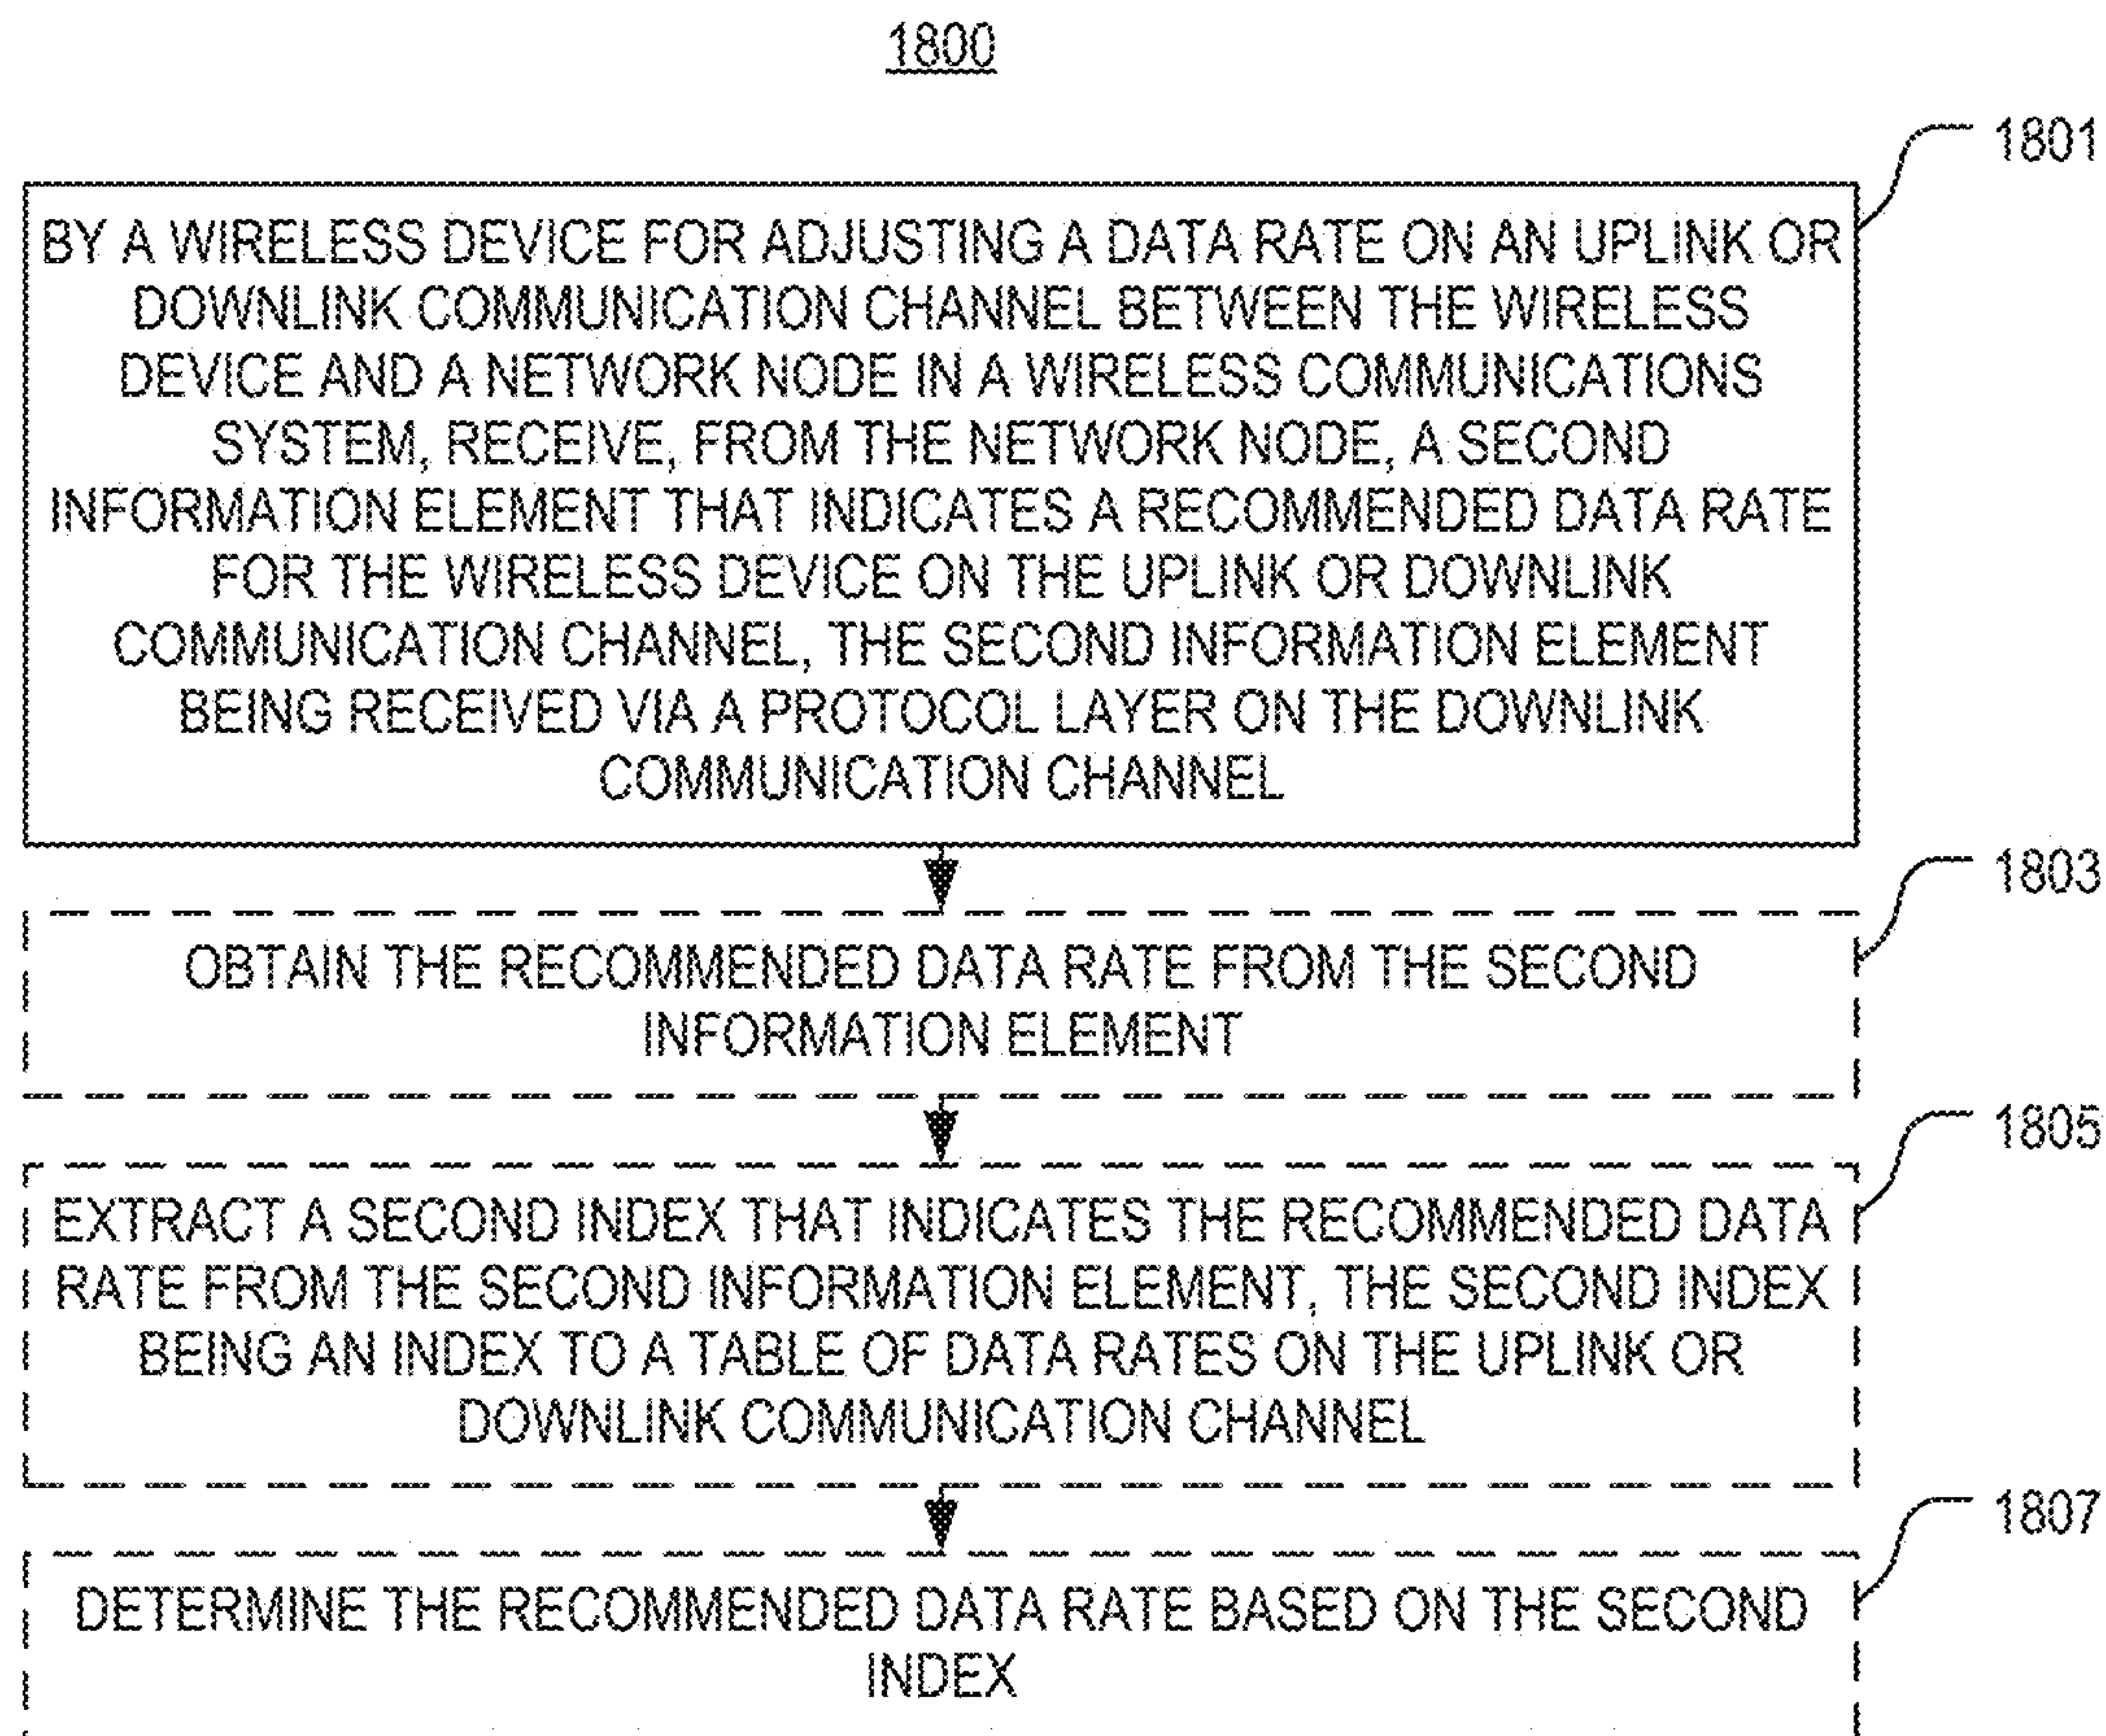 1800
1801
BY A WIRELESS DEVICE FOR ADJUSTING A DATA RATE ON AN UPLINK OR
DOWNLINK COMMUNICATION CHANNEL BETWEEN THE WIRELESS
DEVICE AND A NETWORK NODE IN A WIRELESS COMMUNICATIONS
SYSTEM, RECEIVE, FROM THE NETWORK NODE, A SECOND
INFORMATION ELEMENT THAT INDICATES A RECOMMENDED DATA RATE
FOR THE WIRELESS DEVICE ON THE UPLINK OR DOWNLINK
COMMUNICATION CHANNEL, THE SECOND INFORMATION ELEMENT
BEING RECEIVED VIA A PROTOCOL LAYER ON THE DOWNLINK
COMMUNICATION CHANNEL
1803
OBTAIN THE RECOMMENDED DATA RATE FROM THE SECOND
INFORMATION ELEMENT
1805
EXTRACT A SECOND INDEX THAT INDICATES THE RECOMMENDED DATA
RATE FROM THE SECOND INFORMATION ELEMENT, THE SECOND INDEX
BEING AN INDEX TO A TABLE OF DATA RATES ON THE UPLINK OR
DOWNLINK COMMUNICATION CHANNEL
1807
DETERMINE THE RECOMMENDED DATA RATE BASED ON THE SECOND
INDEX